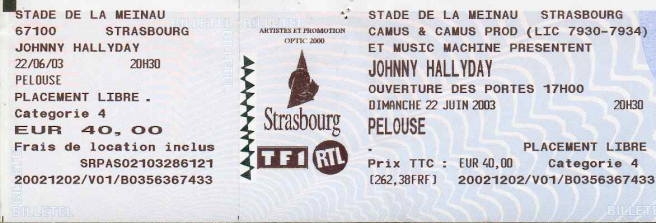 STADE DE LA MEINAU
67100 STRASBOURG
JOHNNY HALLYDAY
22/06/03 20H30
PELOUSE
PLACEMENT LIBRE .
Categorie 4
EUR 40,00
Frais de location inclus
SRPAS02103286121
20021202/V01/B0356367433
BILLETEL
ARTISTES ET PROMOTION
OPTIC 2000
Strasbourg
TF1 RTL
STADE DE LA MEINAU STRASBOURG
CAMUS & CAMUS PROD (LIC 7930-7934)
ET MUSIC MACHINE PRESENTENT
JOHNNY HALLYDAY
OUVERTURE DES PORTES 17H00
DIMANCHE 22 JUIN 2003 20H30
PELOUSE
. PLACEMENT LIBRE
Prix TTC : EUR 40,00 Categorie 4
[262,38FRF]
20021202/V01/B0356367433
BILLETEL